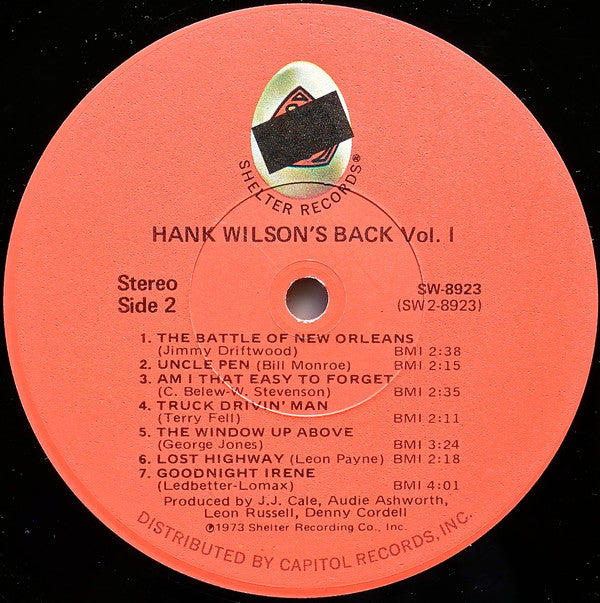 SHELTER RECORDS®
HANK WILSON'S BACK Vol. I
Stereo
Side 2
SW-8923
(SW2-8923)
1. THE BATTLE OF NEW ORLEANS
(Jimmy Driftwood) BMI 2:38
2. UNCLE PEN (Bill Monroe) BMI 2:15
3. AM I THAT EASY TO FORGET
(C. Belew-W. Stevenson) BMI 2:35
4. TRUCK DRIVIN' MAN
(Terry Fell) BMI 2:11
5. THE WINDOW UP ABOVE
(George Jones) BMI 3:24
6. LOST HIGHWAY (Leon Payne) BMI 2:18
7. GOODNIGHT IRENE
(Ledbetter-Lomax) BMI 4:01
Produced by J.J. Cale, Audie Ashworth,
Leon Russell, Denny Cordell
℗1973 Shelter Recording Co., Inc.
DISTRIBUTED BY CAPITOL RECORDS, INC.